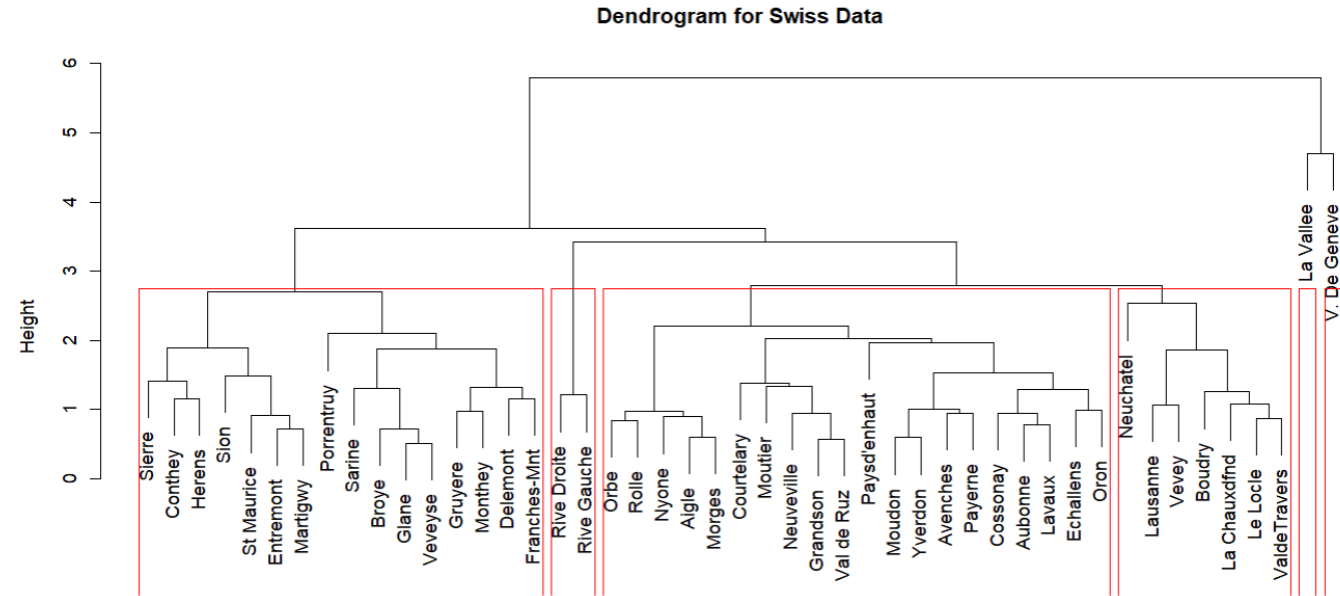 Dendrogram for Swiss Data
Height
6
5
4
3
2
1
0
Sierre
Conthey
Herens
Sion
St Maurice
Entremont
Martigwy
Porrentruy
Sarine
Broye
Glane
Veveyse
Gruyere
Monthey
Delemont
Franches-Mnt
Rive Droite
Rive Gauche
Orbe
Rolle
Nyone
Aigle
Morges
Courtelary
Moutier
Neuveville
Grandson
Val de Ruz
Paysd'enhaut
Moudon
Yverdon
Avenches
Payerne
Cossonay
Aubonne
Lavaux
Echallens
Oron
Neuchatel
Lausanne
Vevey
Boudry
La Chauxdfnd
Le Locle
ValdeTravers
La Vallee
V. De Geneve